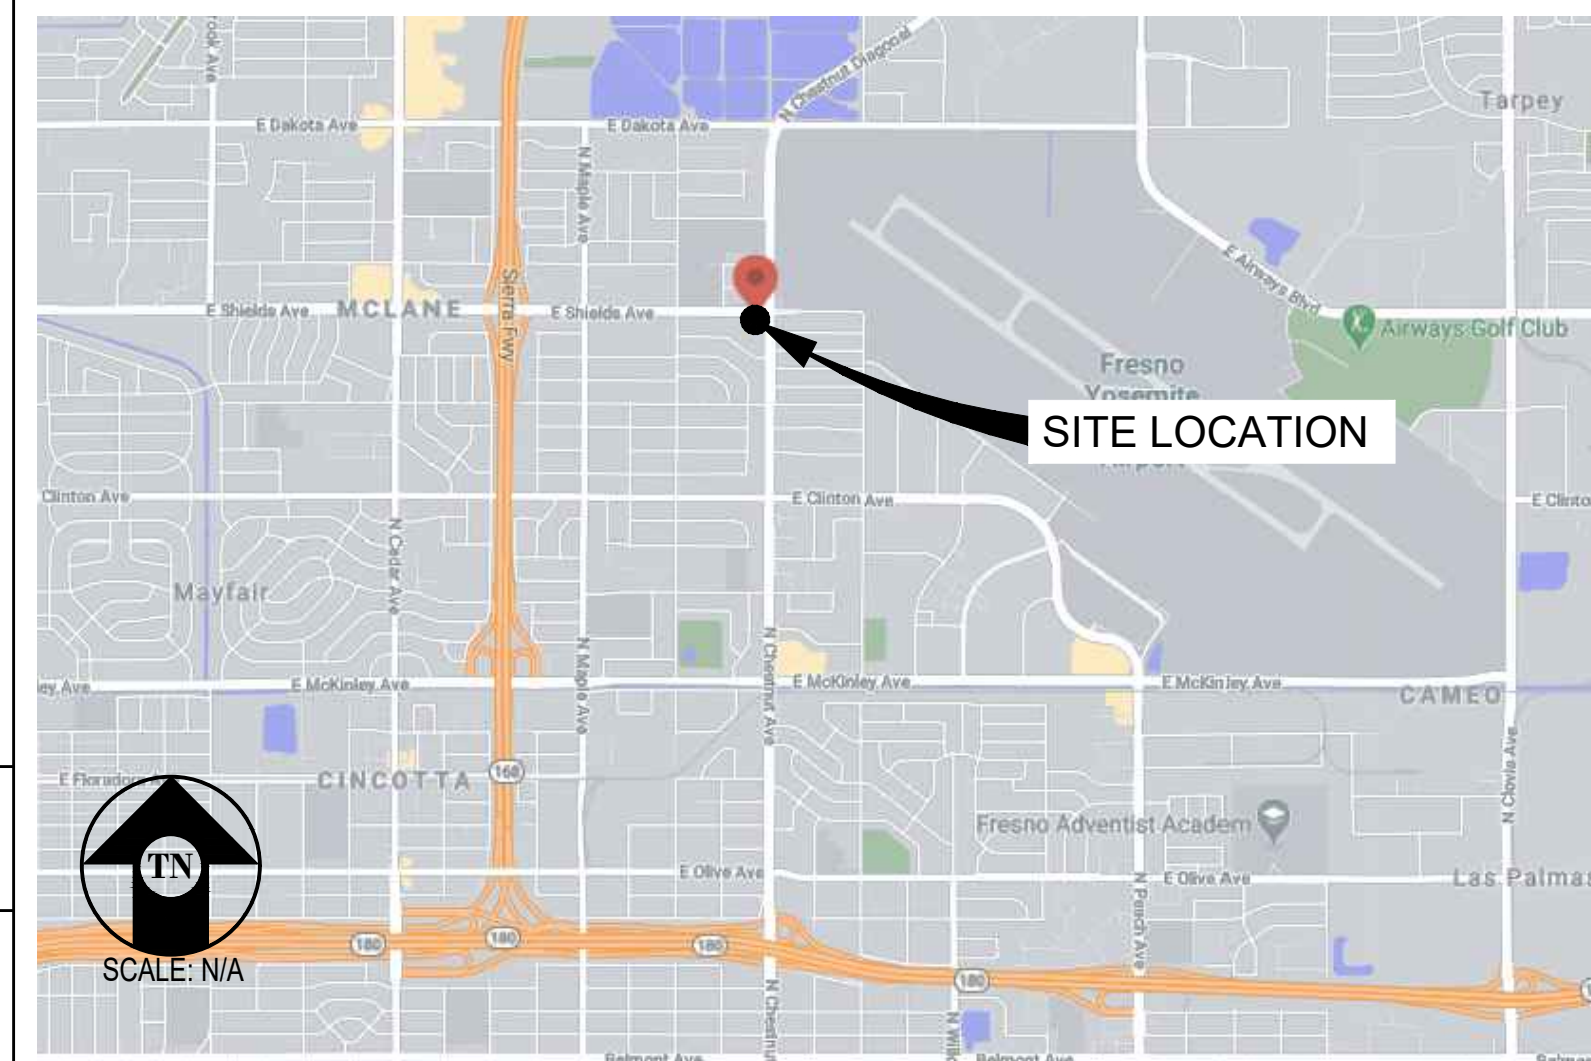 N Chestnut Diagonal
Tarpey
E Dakota Ave
E Dakota Ave
N Maple Ave
E Airways Blvd
Sierra Fwy
E Shields Ave
MCLANE
E Shields Ave
Airways Golf Club
Fresno
Yosemite
SITE LOCATION
Clinton Ave
E Clinton Ave
E Clinto
N Cedar Ave
Mayfair
N Maple Ave
N Chestnut Ave
ley Ave
E McKinley Ave
E McKinley Ave
E McKinley Ave
CAMEO
N Clovis Ave
CINCOTTA
168
Fresno Adventist Academ
TN
E Olive Ave
E Olive Ave
Las Palmas
N Peach Ave
180
180
180
180
SCALE: N/A
N Chestnut
Belmont Ave
Belmont Ave